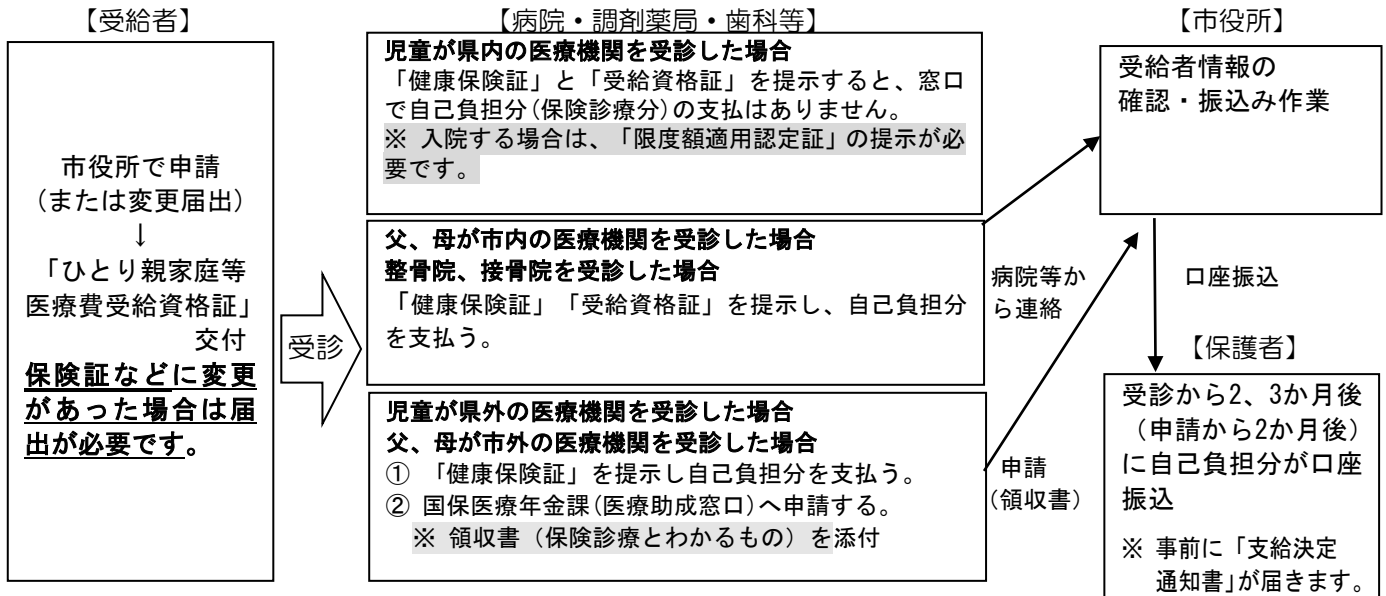 【受給者】
市役所で申請
（または変更届出）
↓
「ひとり親家庭等
医療費受給資格証」
交付
保険証などに変更
があった場合は届
出が必要です。
受診
【病院・調剤薬局・歯科等】
児童が県内の医療機関を受診した場合
「健康保険証」と「受給資格証」を提示すると、窓口
で自己負担分(保険診療分)の支払はありません。
※ 入院する場合は、「限度額適用認定証」の提示が必
要です。
父、母が市内の医療機関を受診した場合
整骨院、接骨院を受診した場合
「健康保険証」「受給資格証」を提示し、自己負担分
を支払う。
児童が県外の医療機関を受診した場合
父、母が市外の医療機関を受診した場合
① 「健康保険証」を提示し自己負担分を支払う。
② 国保医療年金課(医療助成窓口)へ申請する。
※ 領収書（保険診療とわかるもの）を添付
病院等か
ら連絡
申請
(領収書)
【市役所】
受給者情報の
確認・振込み作業
口座振込
【保護者】
受診から2、3か月後
（申請から2か月後）
に自己負担分が口座
振込
※ 事前に「支給決定
通知書」が届きます。